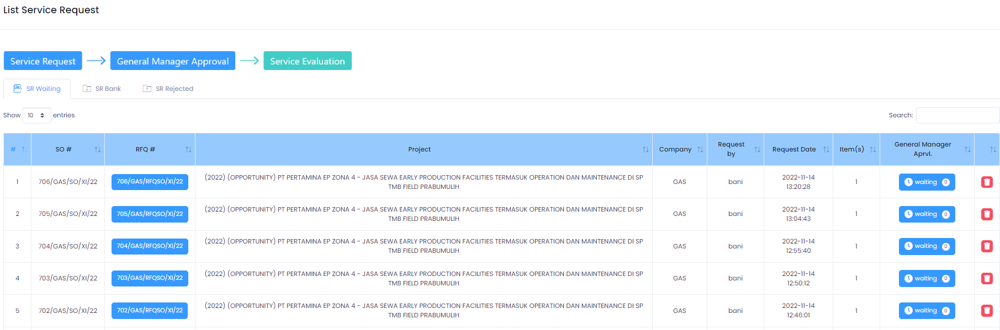 List Service Request
Service Request
General Manager Approval
Service Evaluation
SR Waiting
SR Bank
SR Rejected
Show 10 entries
Search:
# SO # RFQ # Project Company Request by Request Date Item(s) General Manager Aprvl.
1 706/GAS/SO/XI/22 706/GAS/RFQSO/XI/22 (2022) (OPPORTUNITY) PT PERTAMINA EP ZONA 4 - JASA SEWA EARLY PRODUCTION FACILITIES TERMASUK OPERATION DAN MAINTENANCE DI SP TMB FIELD PRABUMULIH GAS bani 2022-11-14 13:20:28 1 waiting 0
2 705/GAS/SO/XI/22 705/GAS/RFQSO/XI/22 (2022) (OPPORTUNITY) PT PERTAMINA EP ZONA 4 - JASA SEWA EARLY PRODUCTION FACILITIES TERMASUK OPERATION DAN MAINTENANCE DI SP TMB FIELD PRABUMULIH GAS bani 2022-11-14 13:04:43 1 waiting 0
3 704/GAS/SO/XI/22 704/GAS/RFQSO/XI/22 (2022) (OPPORTUNITY) PT PERTAMINA EP ZONA 4 - JASA SEWA EARLY PRODUCTION FACILITIES TERMASUK OPERATION DAN MAINTENANCE DI SP TMB FIELD PRABUMULIH GAS bani 2022-11-14 12:55:40 1 waiting 0
4 703/GAS/SO/XI/22 703/GAS/RFQSO/XI/22 (2022) (OPPORTUNITY) PT PERTAMINA EP ZONA 4 - JASA SEWA EARLY PRODUCTION FACILITIES TERMASUK OPERATION DAN MAINTENANCE DI SP TMB FIELD PRABUMULIH GAS bani 2022-11-14 12:50:12 1 waiting 0
5 702/GAS/SO/XI/22 702/GAS/RFQSO/XI/22 (2022) (OPPORTUNITY) PT PERTAMINA EP ZONA 4 - JASA SEWA EARLY PRODUCTION FACILITIES TERMASUK OPERATION DAN MAINTENANCE DI SP TMB FIELD PRABUMULIH GAS bani 2022-11-14 12:46:01 1 waiting 0